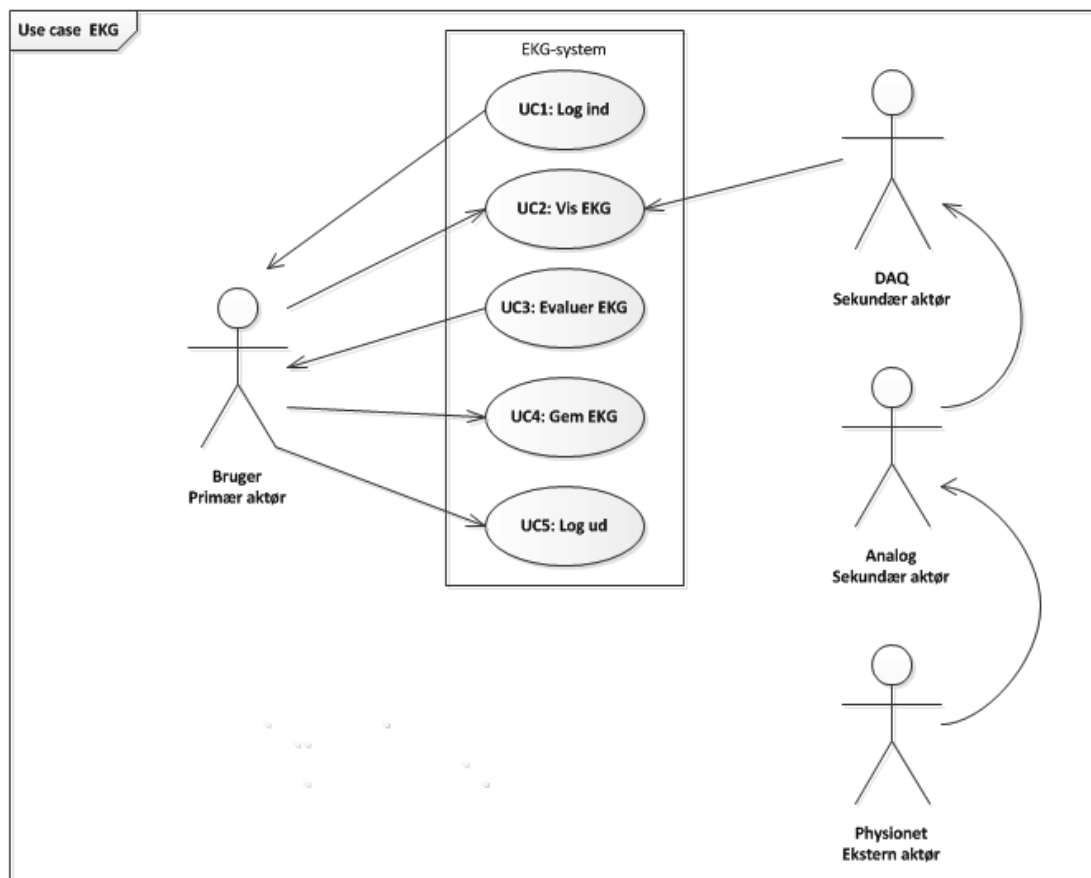 Use case EKG
EKG-system
UC1: Log ind
UC2: Vis EKG
UC3: Evaluer EKG
UC4: Gem EKG
UC5: Log ud
Bruger
Primær aktør
DAQ
Sekundær aktør
Analog
Sekundær aktør
Physionet
Ekstern aktør